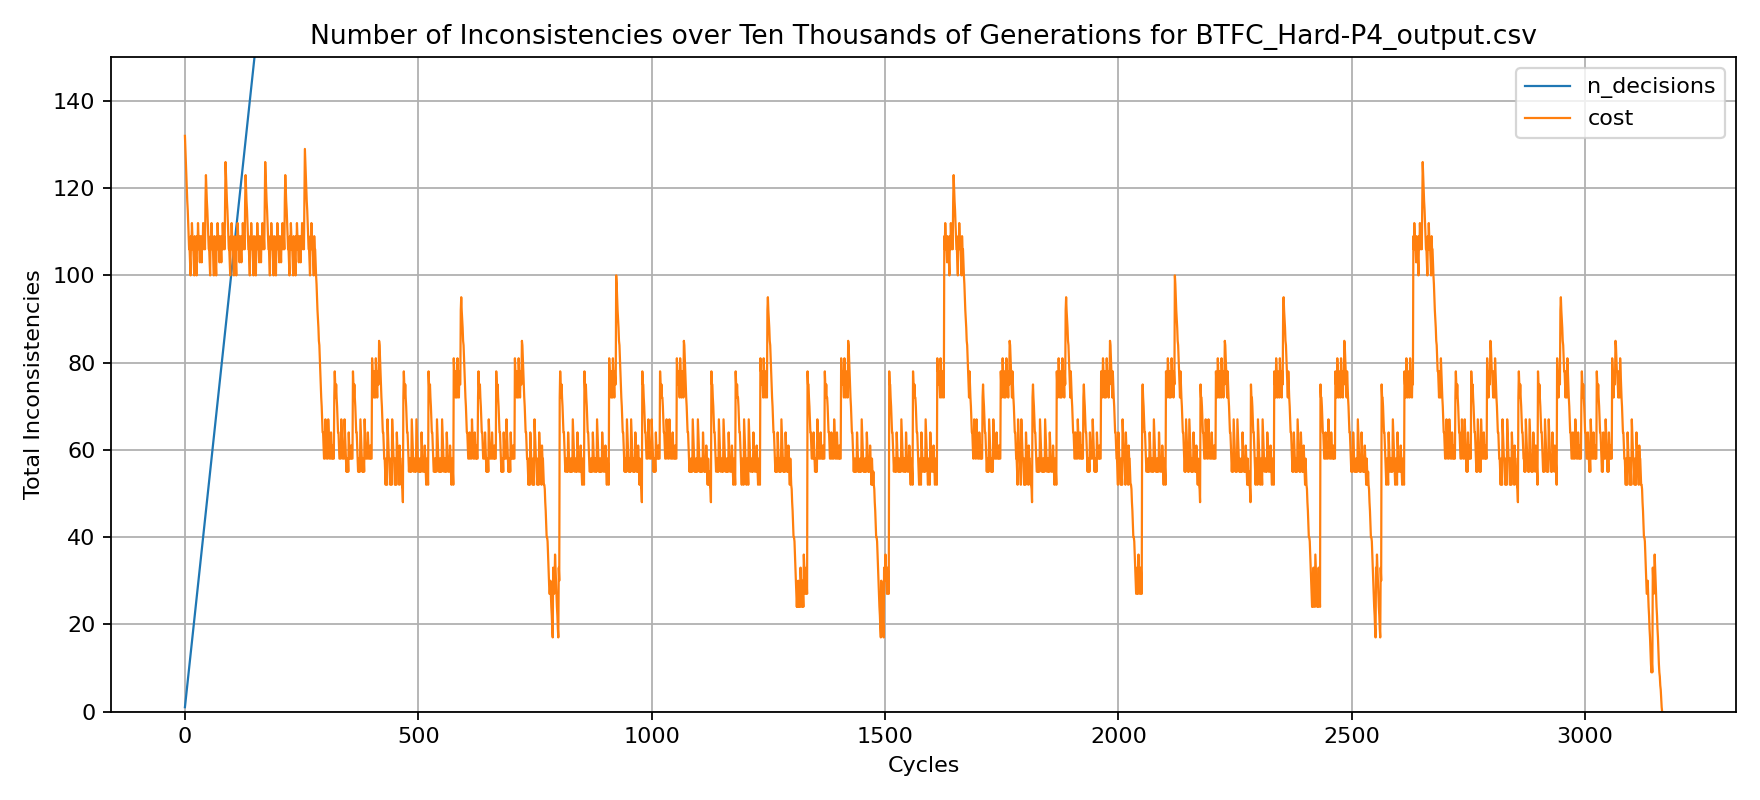 Number of Inconsistencies over Ten Thousands of Generations for BTFC_Hard-P4_output.csv
n_decisions
cost
Total Inconsistencies
140
120
100
80
60
40
20
0
0 500 1000 1500 2000 2500 3000
Cycles